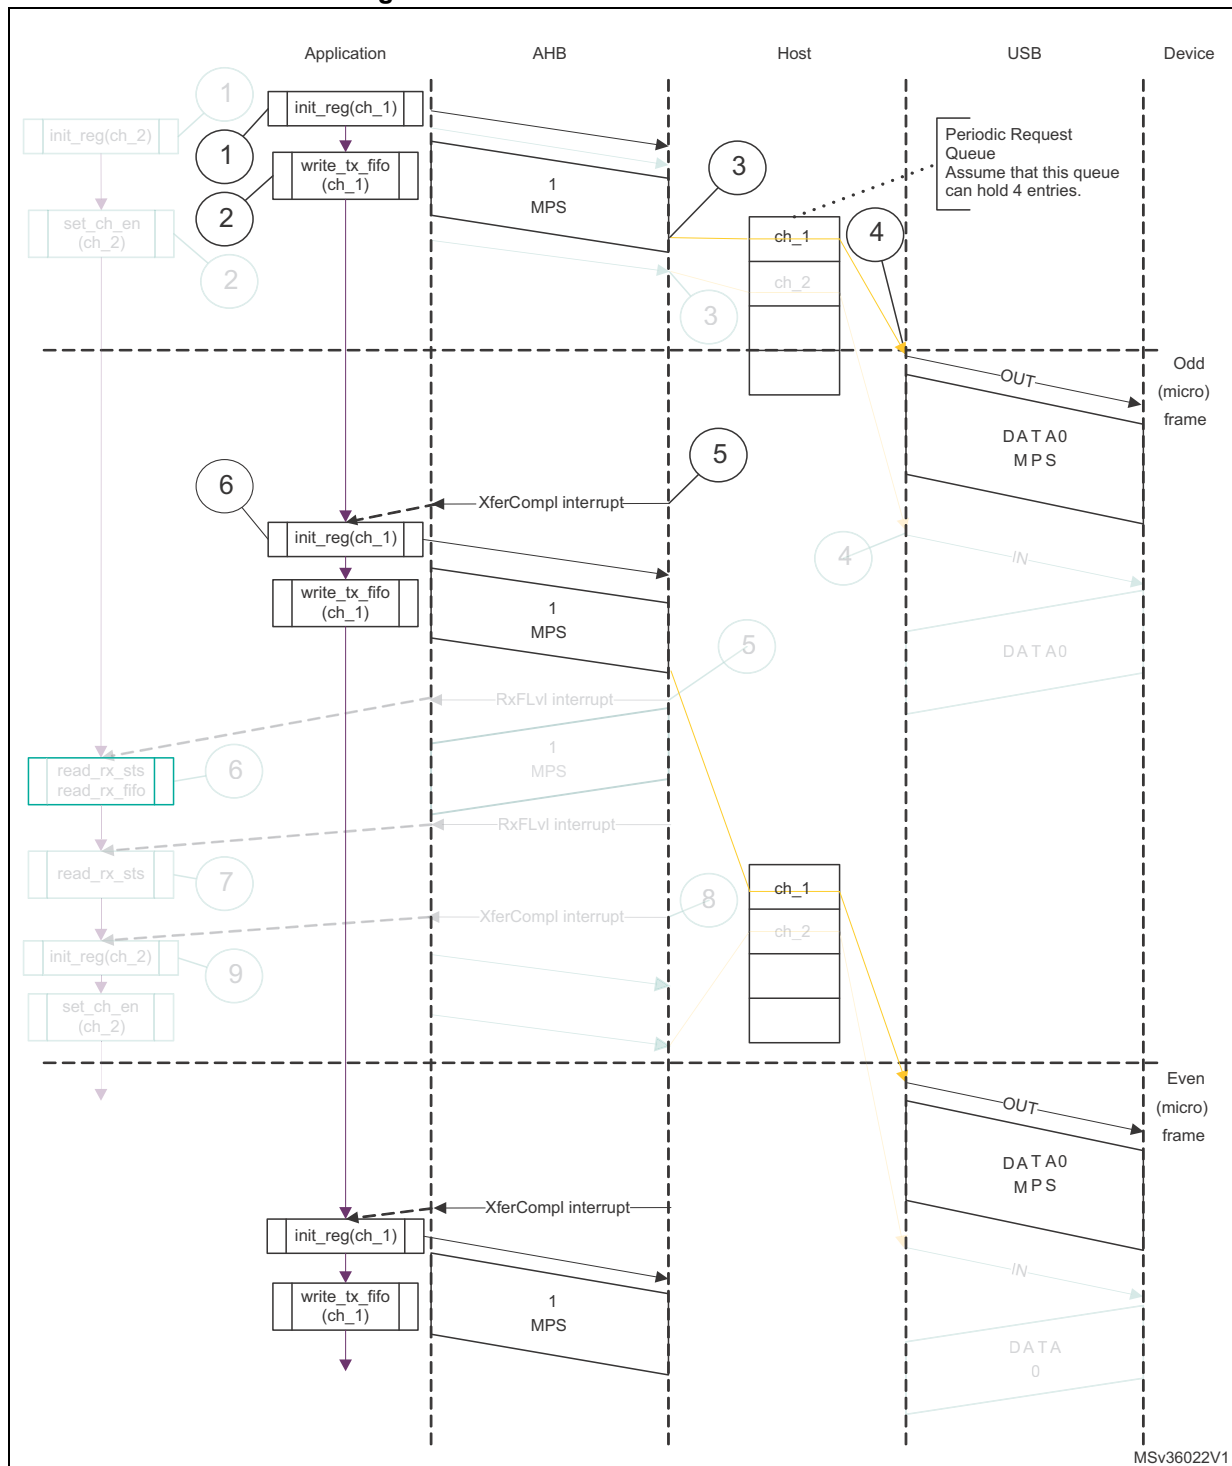 Application
AHB
Host
USB
Device
1
init_reg(ch_1)
init_reg(ch_2)
1
Periodic Request
Queue
Assume that this queue
can hold 4 entries.
write_tx_fifo
(ch_1)
3
1
MPS
2
set_ch_en
(ch_2)
ch_1
4
2
ch_2
3
Odd
(micro)
frame
OUT
DATA0
MPS
5
6
XferCompl interrupt
init_reg(ch_1)
4
IN
write_tx_fifo
(ch_1)
1
MPS
5
DATA0
RxFLvl interrupt
1
MPS
read_rx_sts
read_rx_fifo
6
RxFLvl interrupt
read_rx_sts
7
ch_1
8
XferCompl interrupt
ch_2
init_reg(ch_2)
9
set_ch_en
(ch_2)
Even
(micro)
frame
OUT
DATA0
MPS
XferCompl interrupt
init_reg(ch_1)
IN
write_tx_fifo
(ch_1)
1
MPS
DATA
0
MSv36022V1